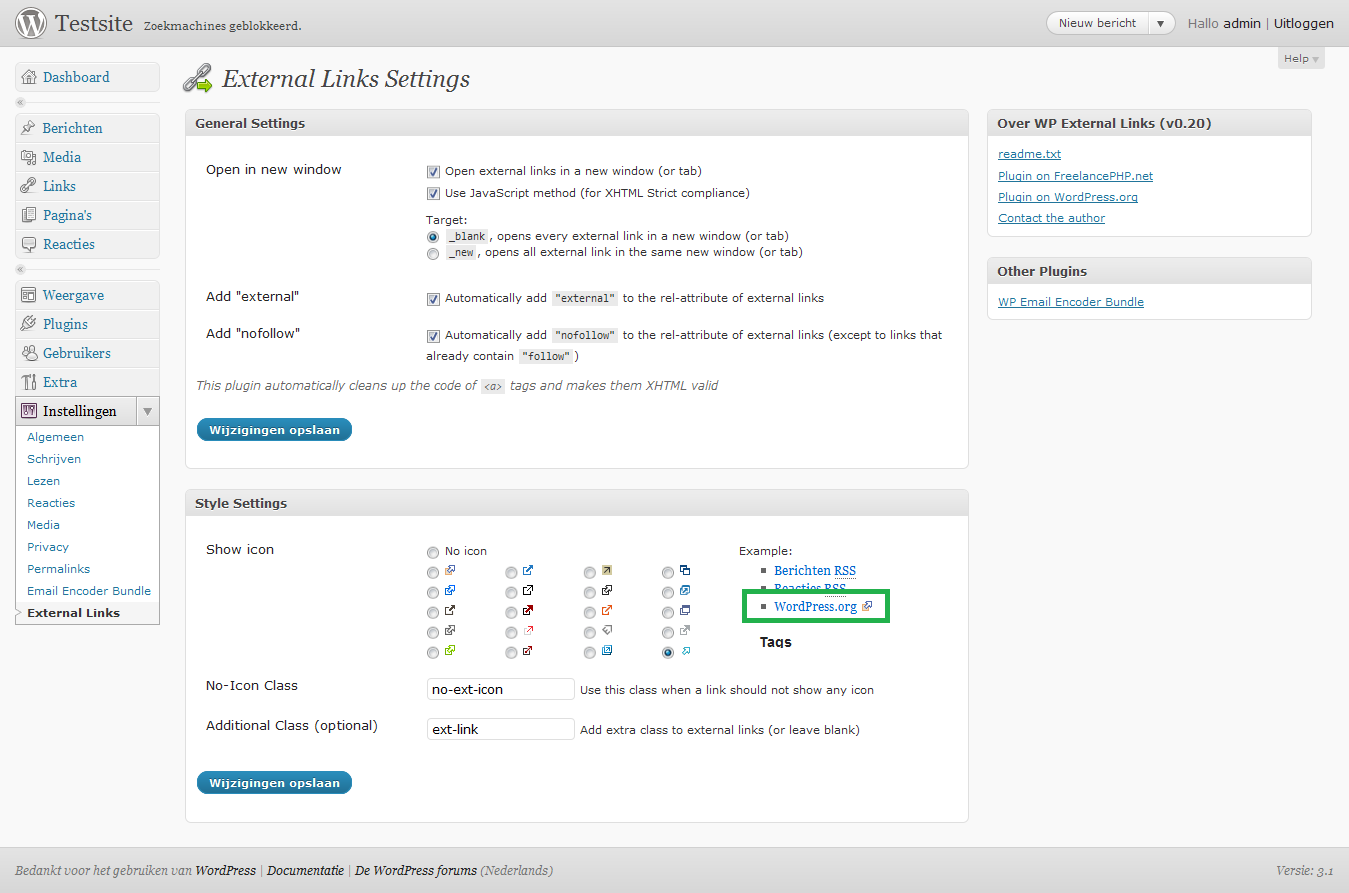 Testsite Zoekmachines geblokkeerd.
Nieuw bericht
Hallo admin | Uitloggen
Help
Dashboard
Berichten
Media
Links
Pagina's
Reacties
Weergave
Plugins
Gebruikers
Extra
Instellingen
Algemeen
Schrijven
Lezen
Reacties
Media
Privacy
Permalinks
Email Encoder Bundle
External Links
External Links Settings
General Settings
Open in new window
Open external links in a new window (or tab)
Use JavaScript method (for XHTML Strict compliance)
Target:
_blank , opens every external link in a new window (or tab)
_new , opens all external link in the same new window (or tab)
Add "external"
Automatically add "external" to the rel-attribute of external links
Add "nofollow"
Automatically add "nofollow" to the rel-attribute of external links (except to links that
already contain "follow" )
This plugin automatically cleans up the code of <a> tags and makes them XHTML valid
Wijzigingen opslaan
Style Settings
Show icon
No icon
Example:
Berichten RSS
Reacties RSS
WordPress.org
Tags
No-Icon Class
no-ext-icon
Use this class when a link should not show any icon
Additional Class (optional)
ext-link
Add extra class to external links (or leave blank)
Wijzigingen opslaan
Over WP External Links (v0.20)
readme.txt
Plugin on FreelancePHP.net
Plugin on WordPress.org
Contact the author
Other Plugins
WP Email Encoder Bundle
Bedankt voor het gebruiken van WordPress | Documentatie | De WordPress forums (Nederlands)
Versie: 3.1